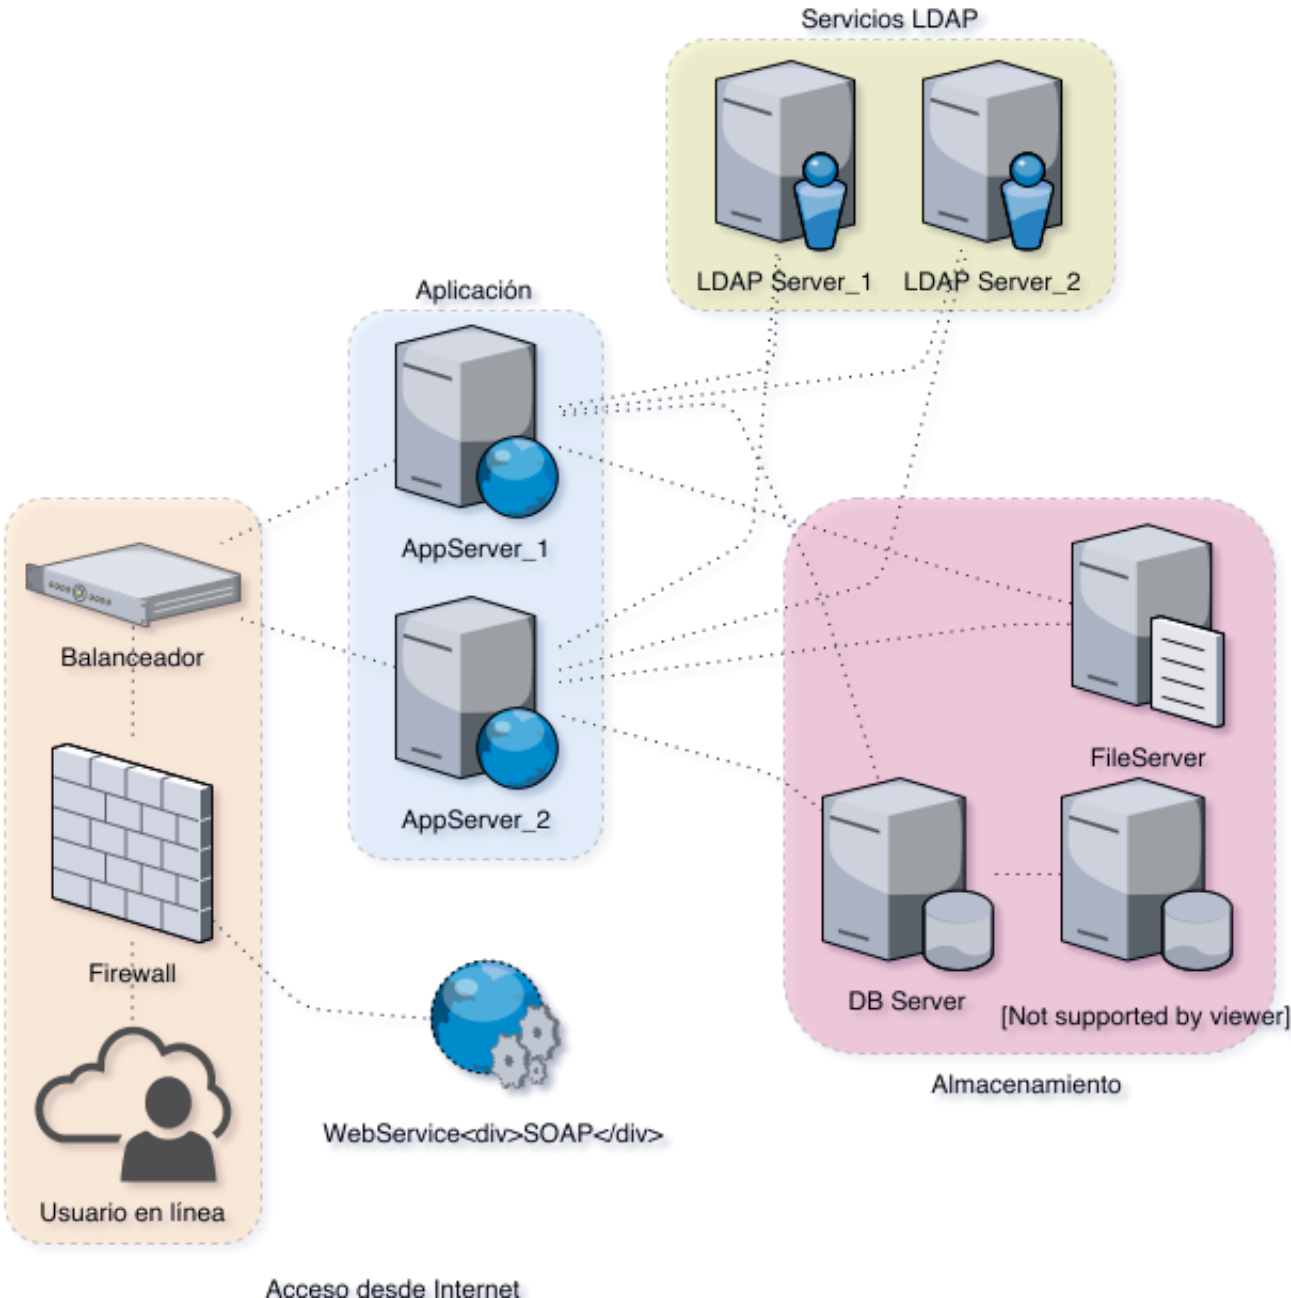 Servicios LDAP
LDAP Server_1
LDAP Server_2
Aplicación
AppServer_1
AppServer_2
Balanceador
Firewall
Usuario en línea
FileServer
DB Server
[Not supported by viewer]
Almacenamiento
WebService<div>SOAP</div>
Acceso desde Internet